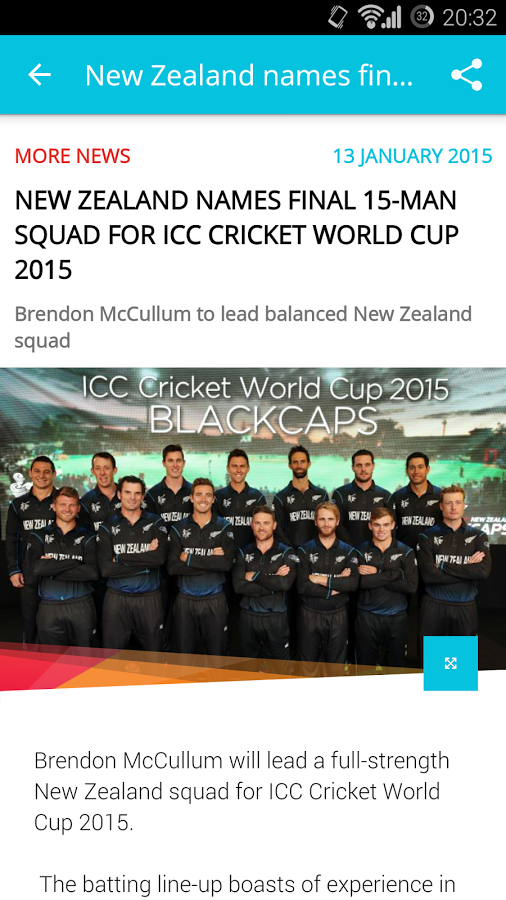 32 20:32
New Zealand names fin...
MORE NEWS 13 JANUARY 2015
NEW ZEALAND NAMES FINAL 15-MAN
SQUAD FOR ICC CRICKET WORLD CUP
2015
Brendon McCullum to lead balanced New Zealand
squad
ICC Cricket World Cup 2015
BLACKCAPS
NEW ZEALAND
Brendon McCullum will lead a full-strength
New Zealand squad for ICC Cricket World
Cup 2015.
The batting line-up boasts of experience in